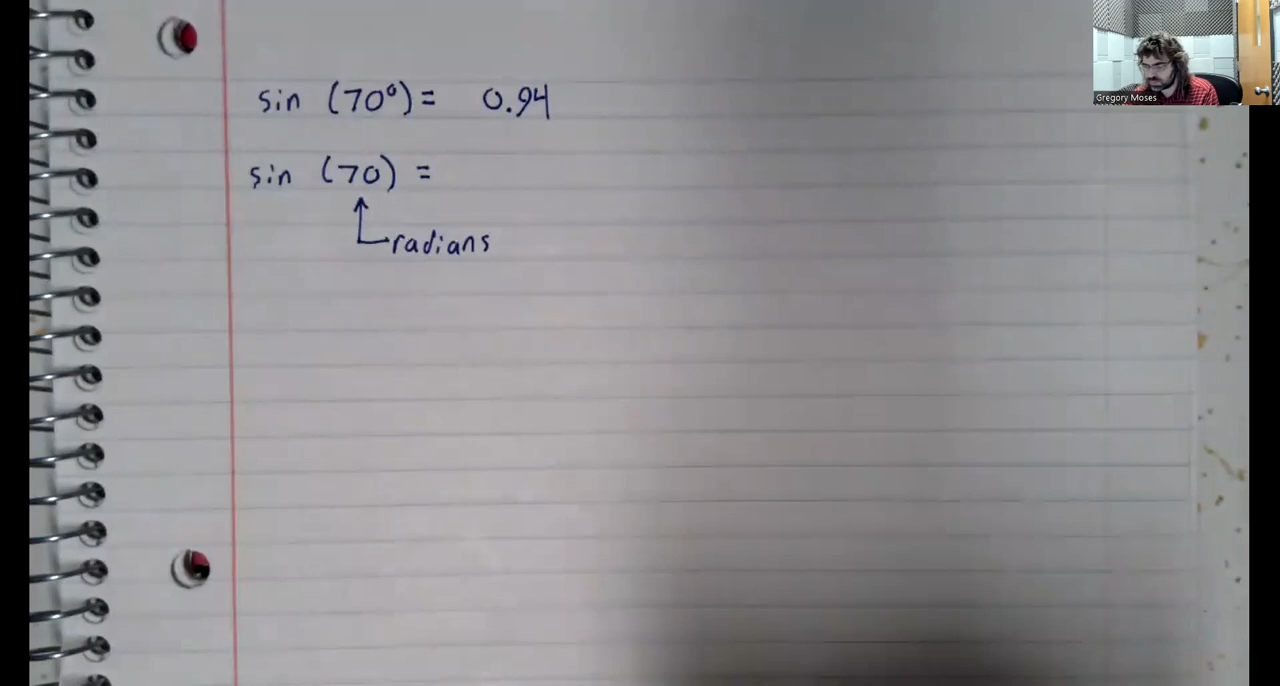 sin (70°) = 0.94
sin (70) =
radians
Gregory Moses